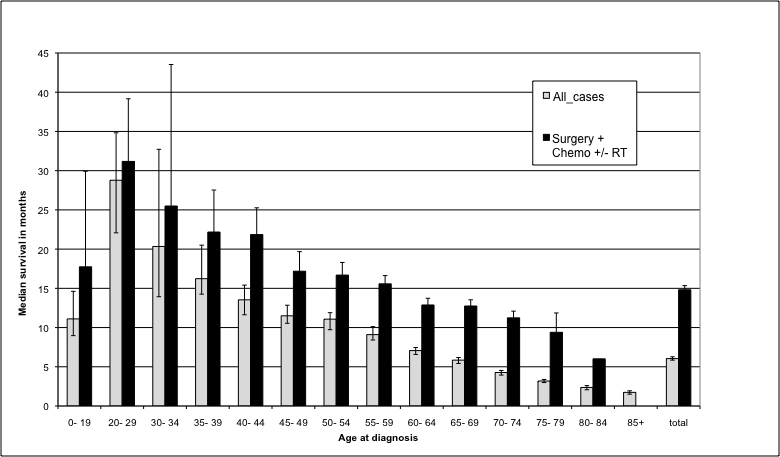 45
40
35
30
25
20
15
10
5
0
Median survival in months
All_cases
Surgery +
Chemo +/- RT
0- 19 20- 29 30- 34 35- 39 40- 44 45- 49 50- 54 55- 59 60- 64 65- 69 70- 74 75- 79 80- 84 85+ total
Age at diagnosis